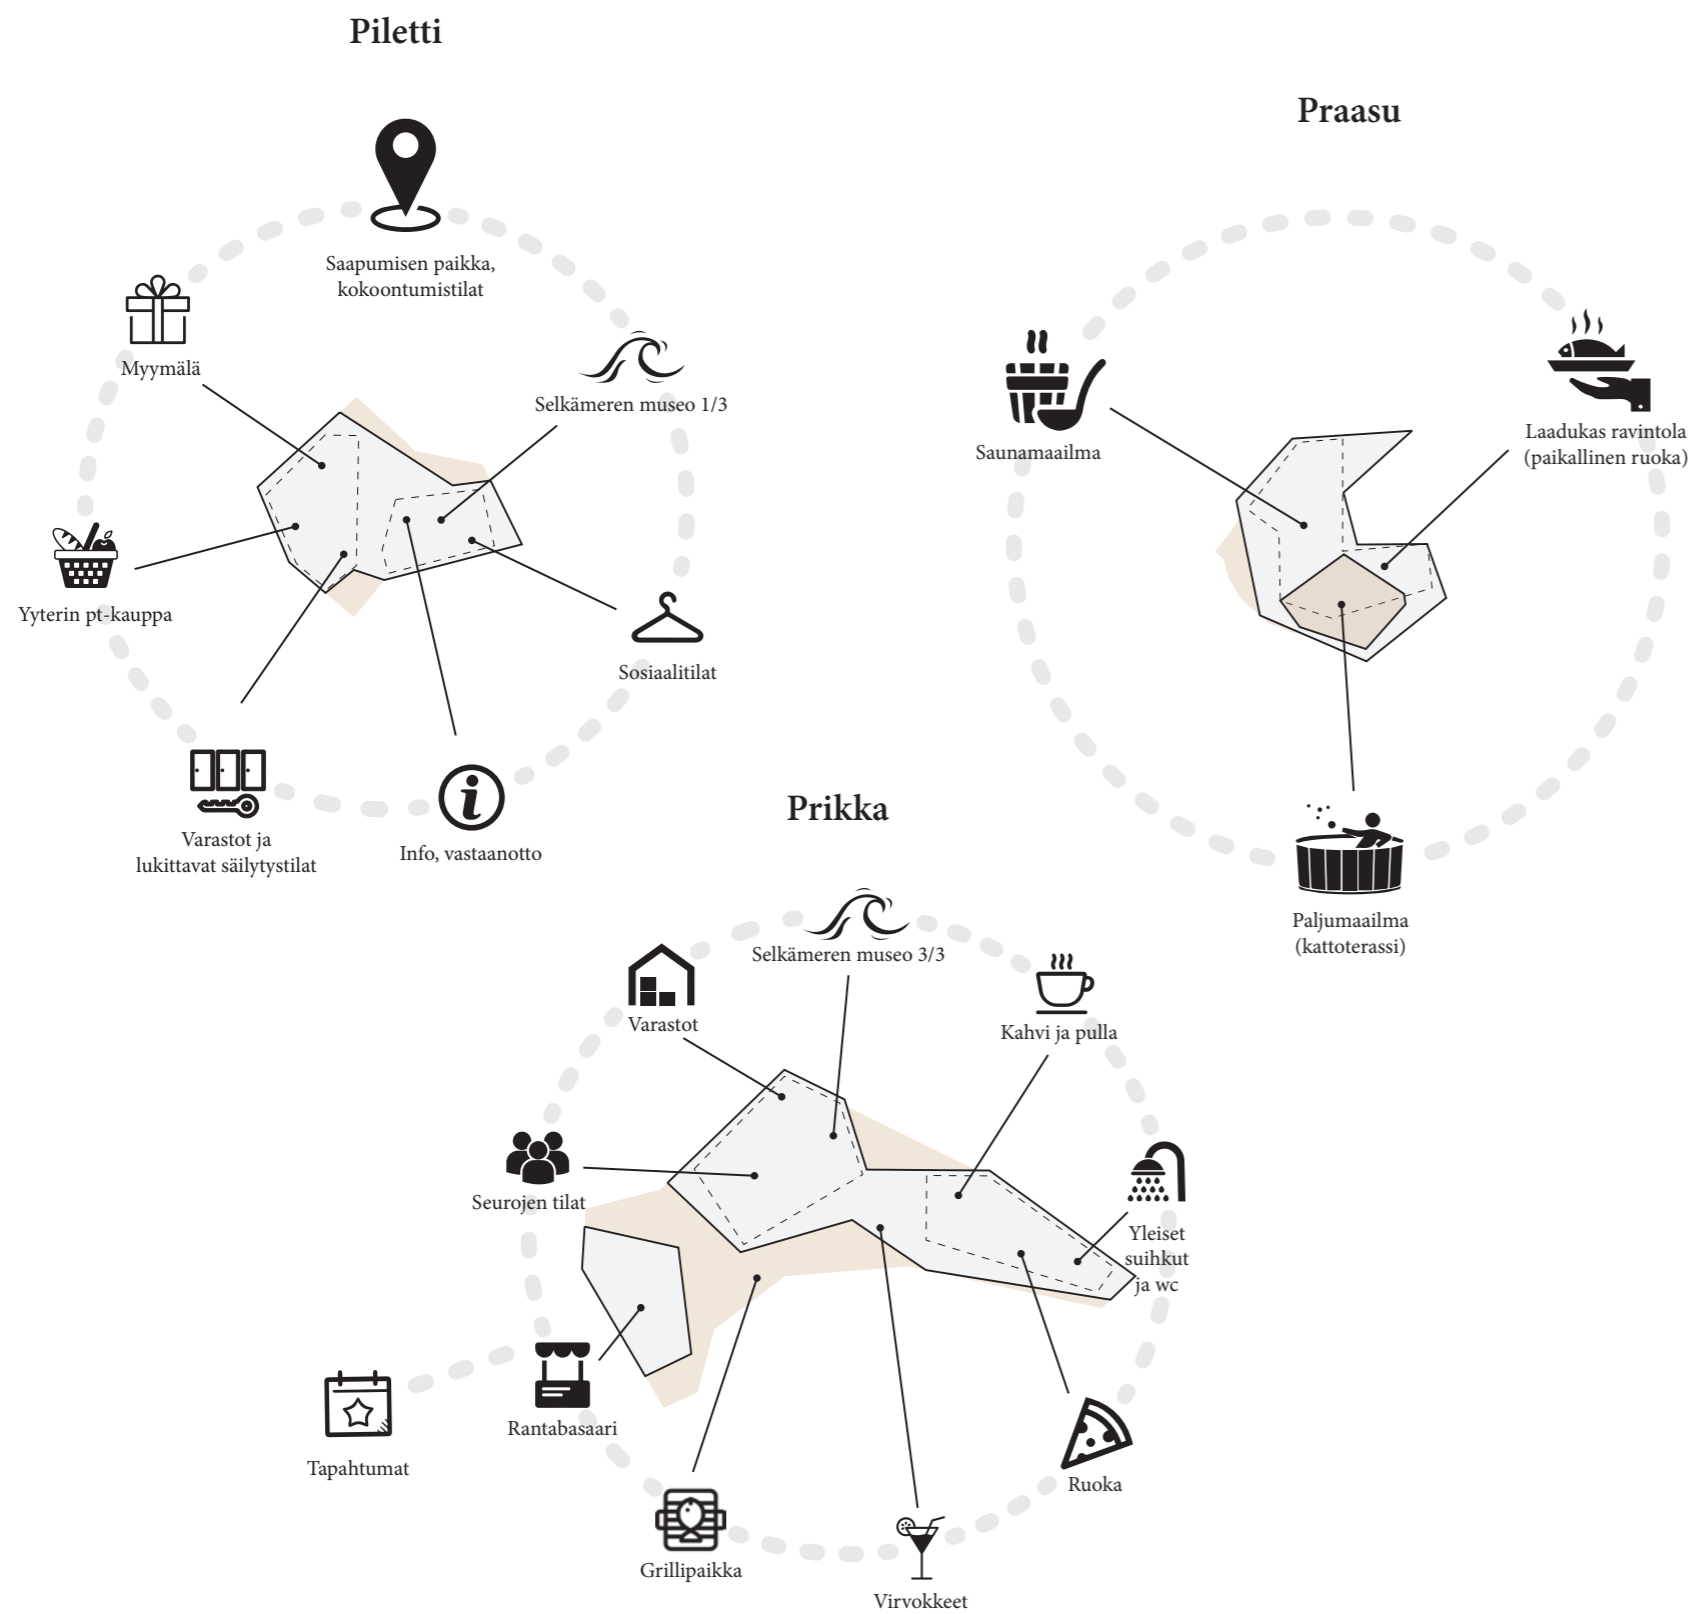 Piletti
Saapumisen paikka,
kokoontumistilat
Myymälä
Selkämeren museo 1/3
Yyterin pt-kauppa
Sosiaalitilat
Varastot ja
lukittavat säilytystilat
Info, vastaanotto
Praasu
Saunamaailma
Laadukas ravintola
(paikallinen ruoka)
Paljumaailma
(kattoterassi)
Prikka
Selkämeren museo 3/3
Varastot
Kahvi ja pulla
Seurojen tilat
Yleiset
suihkut
ja wc
Rantabasaari
Tapahtumat
Ruoka
Grillipaikka
Virvokkeet